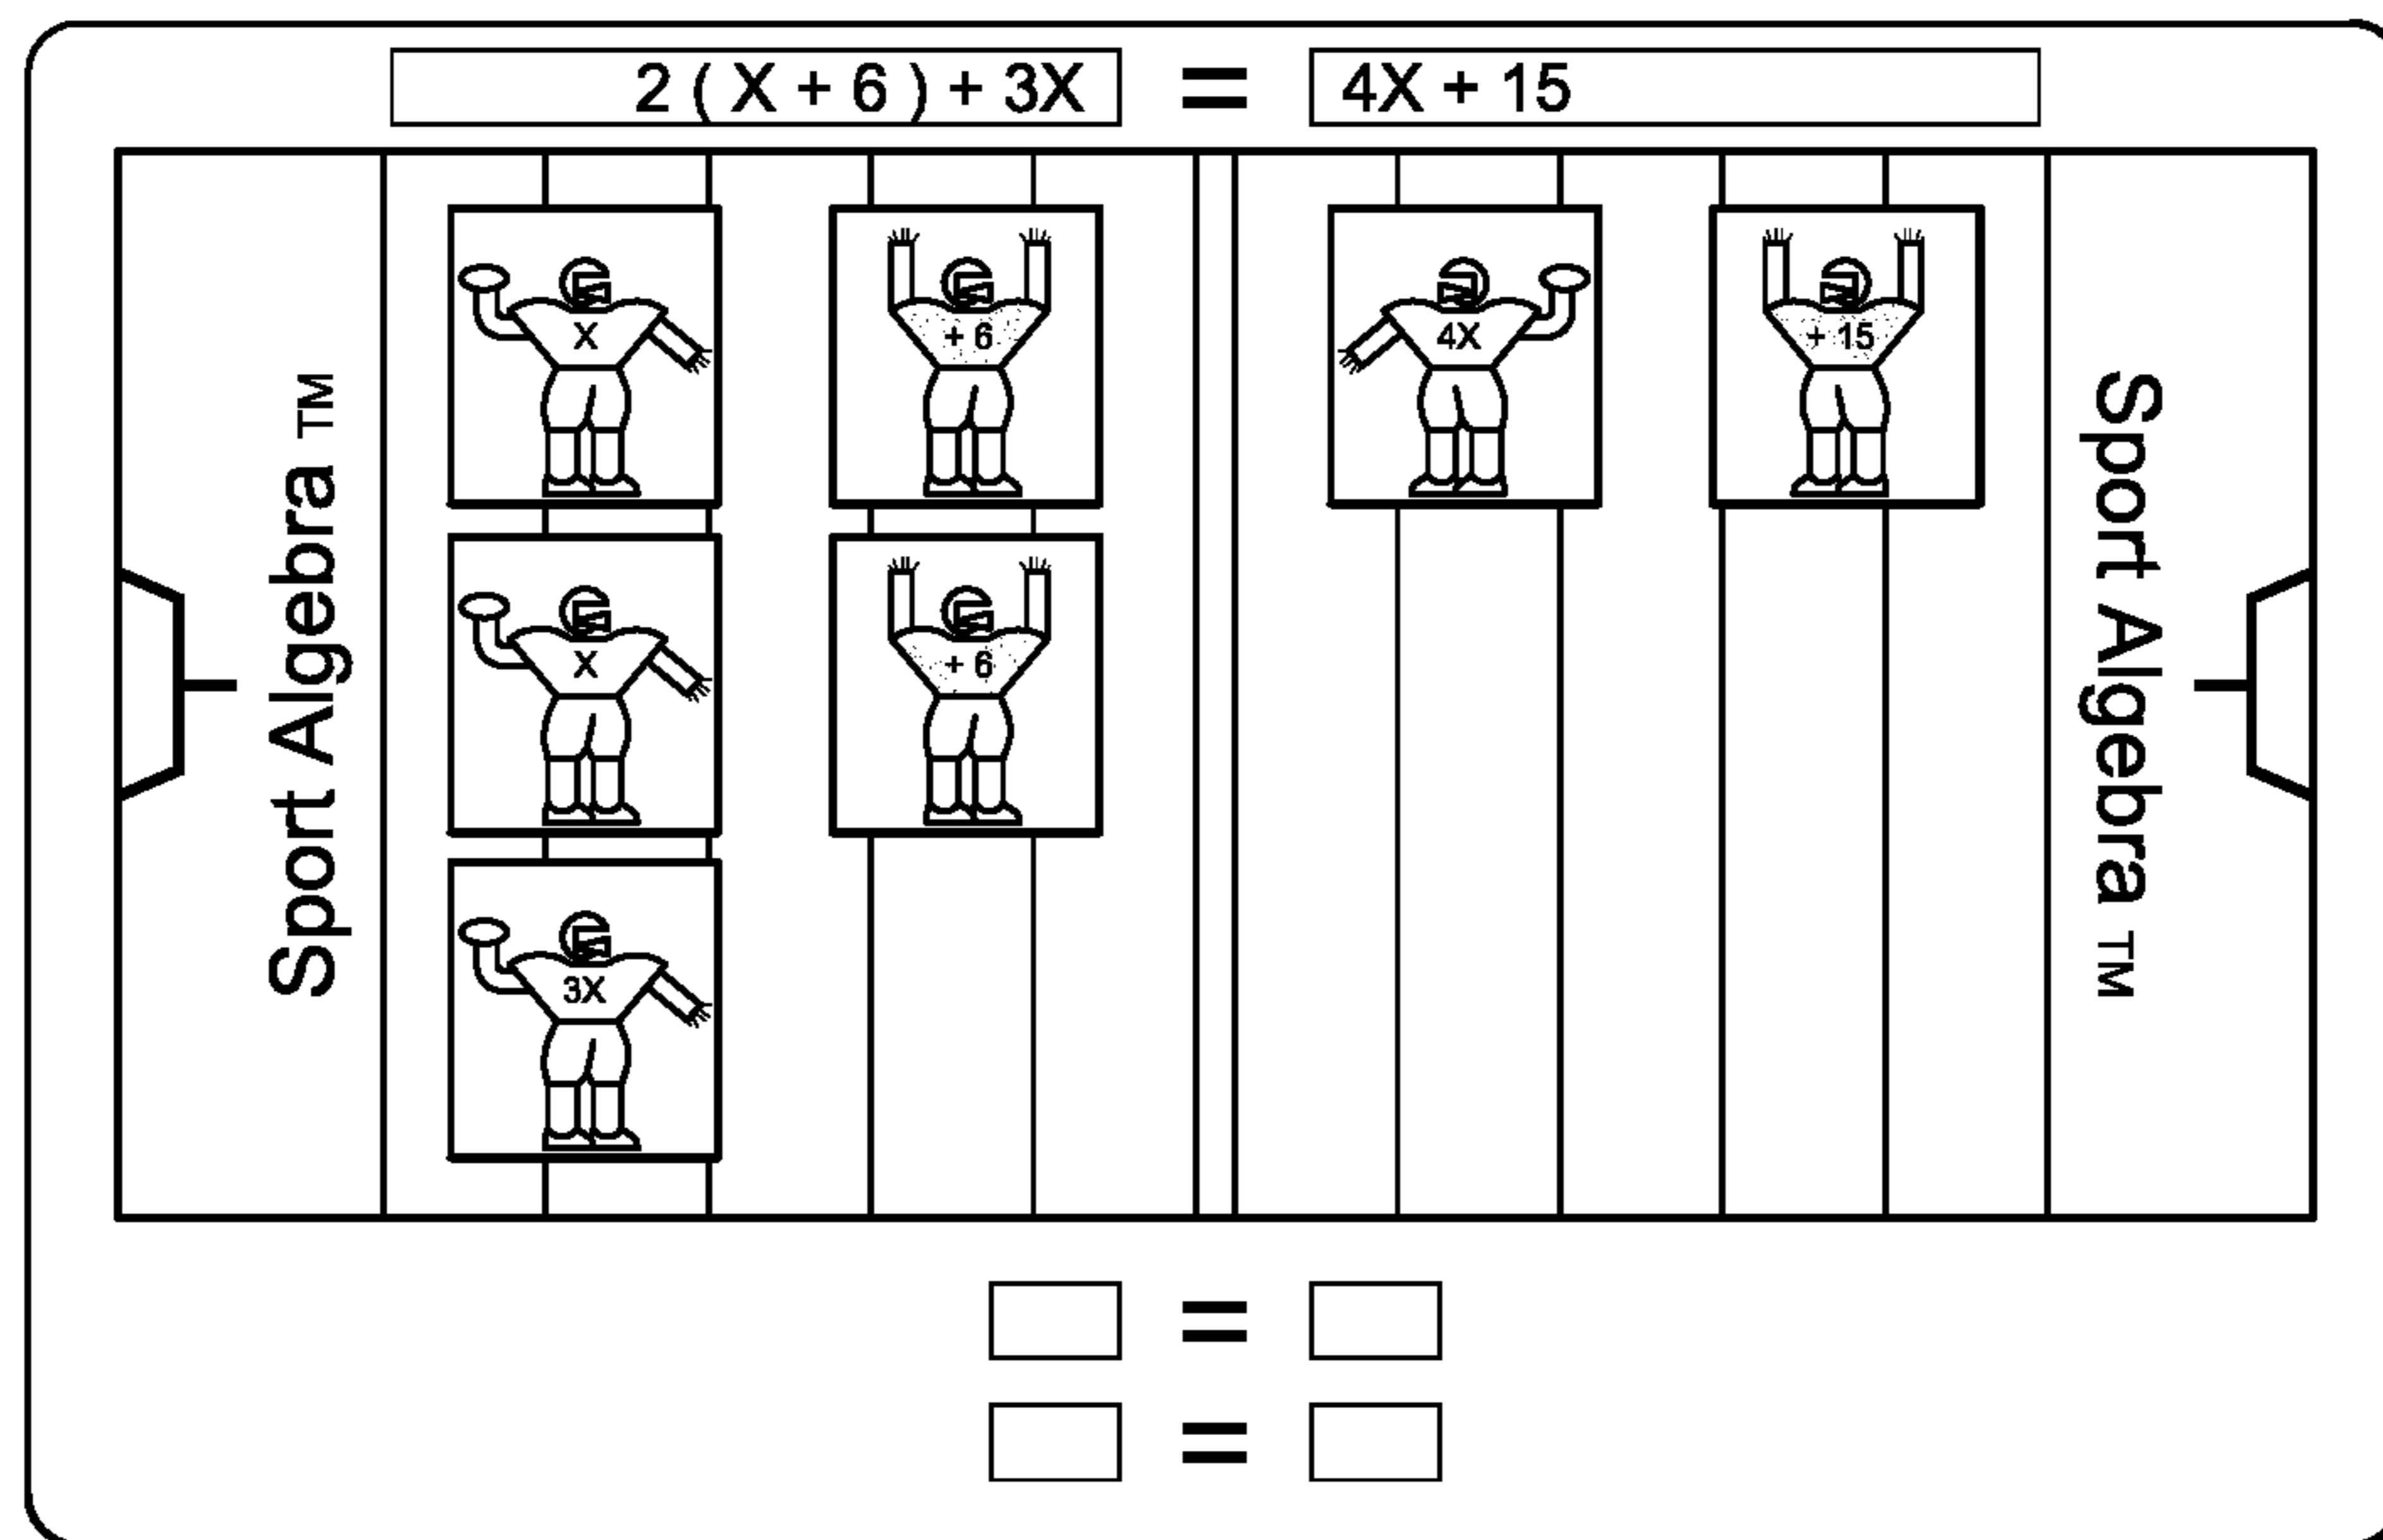 2 ( X + 6 ) + 3X = 4X + 15
Sport Algebra TM
X
+ 6
4X
+ 15
X
+ 6
3X
Sport Algebra TM
=
=